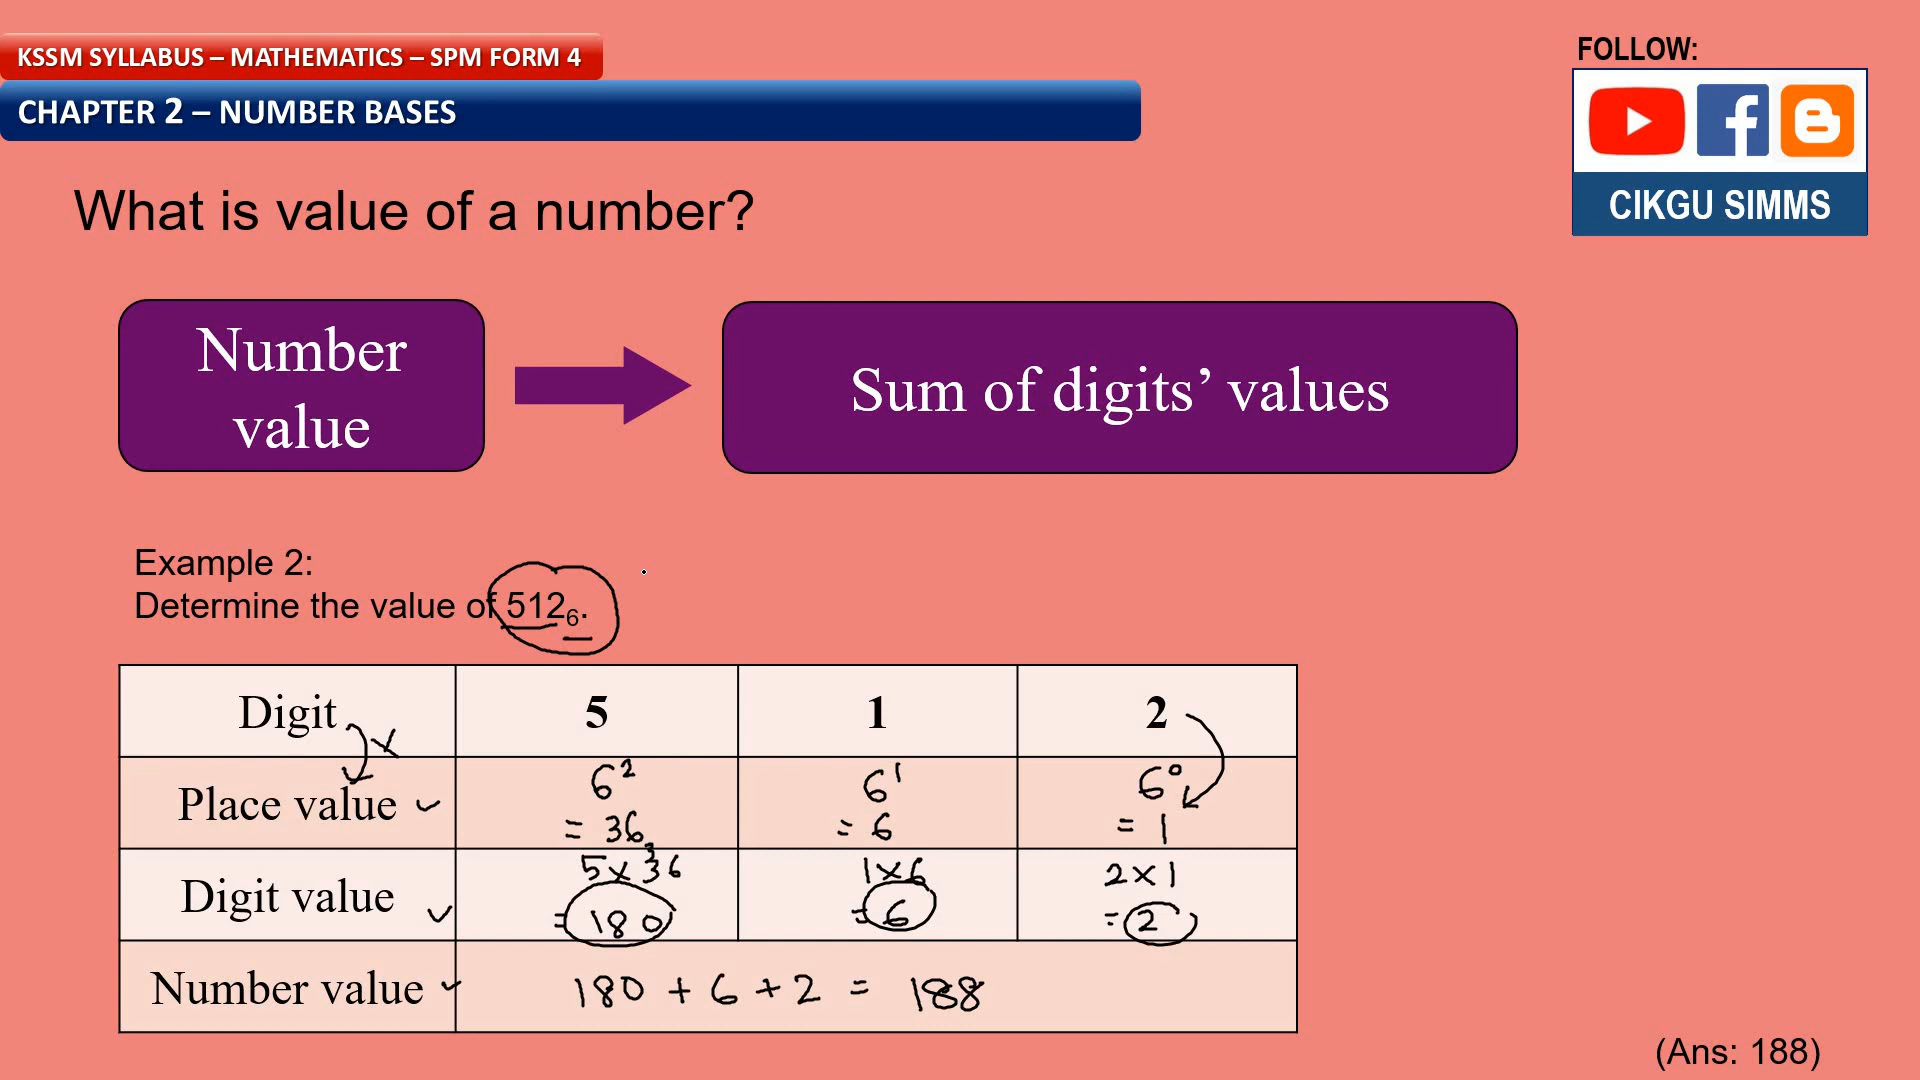 KSSM SYLLABUS – MATHEMATICS – SPM FORM 4
CHAPTER 2 – NUMBER BASES
FOLLOW:
CIKGU SIMMS
What is value of a number?
Number
value
Sum of digits’ values
Example 2:
Determine the value of 512₆.
Digit 5 1 2
×
Place value 6² 6¹ 6⁰
= 36 = 6 = 1
Digit value 5 × 36 1 × 6 2 × 1
3
= 180 = 6 = 2
Number value 180 + 6 + 2 = 188
(Ans: 188)